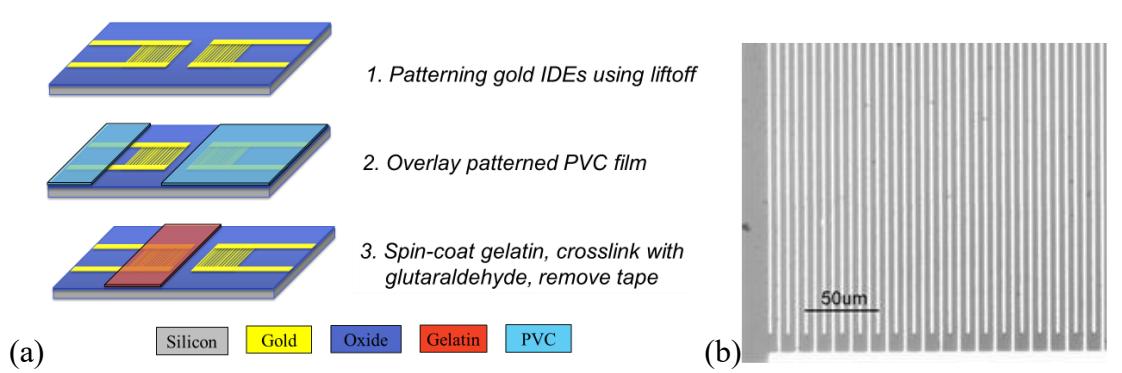 1. Patterning gold IDEs using liftoff
2. Overlay patterned PVC film
3. Spin-coat gelatin, crosslink with
glutaraldehyde, remove tape
Silicon
Gold
Oxide
Gelatin
PVC
(a)
50um
(b)